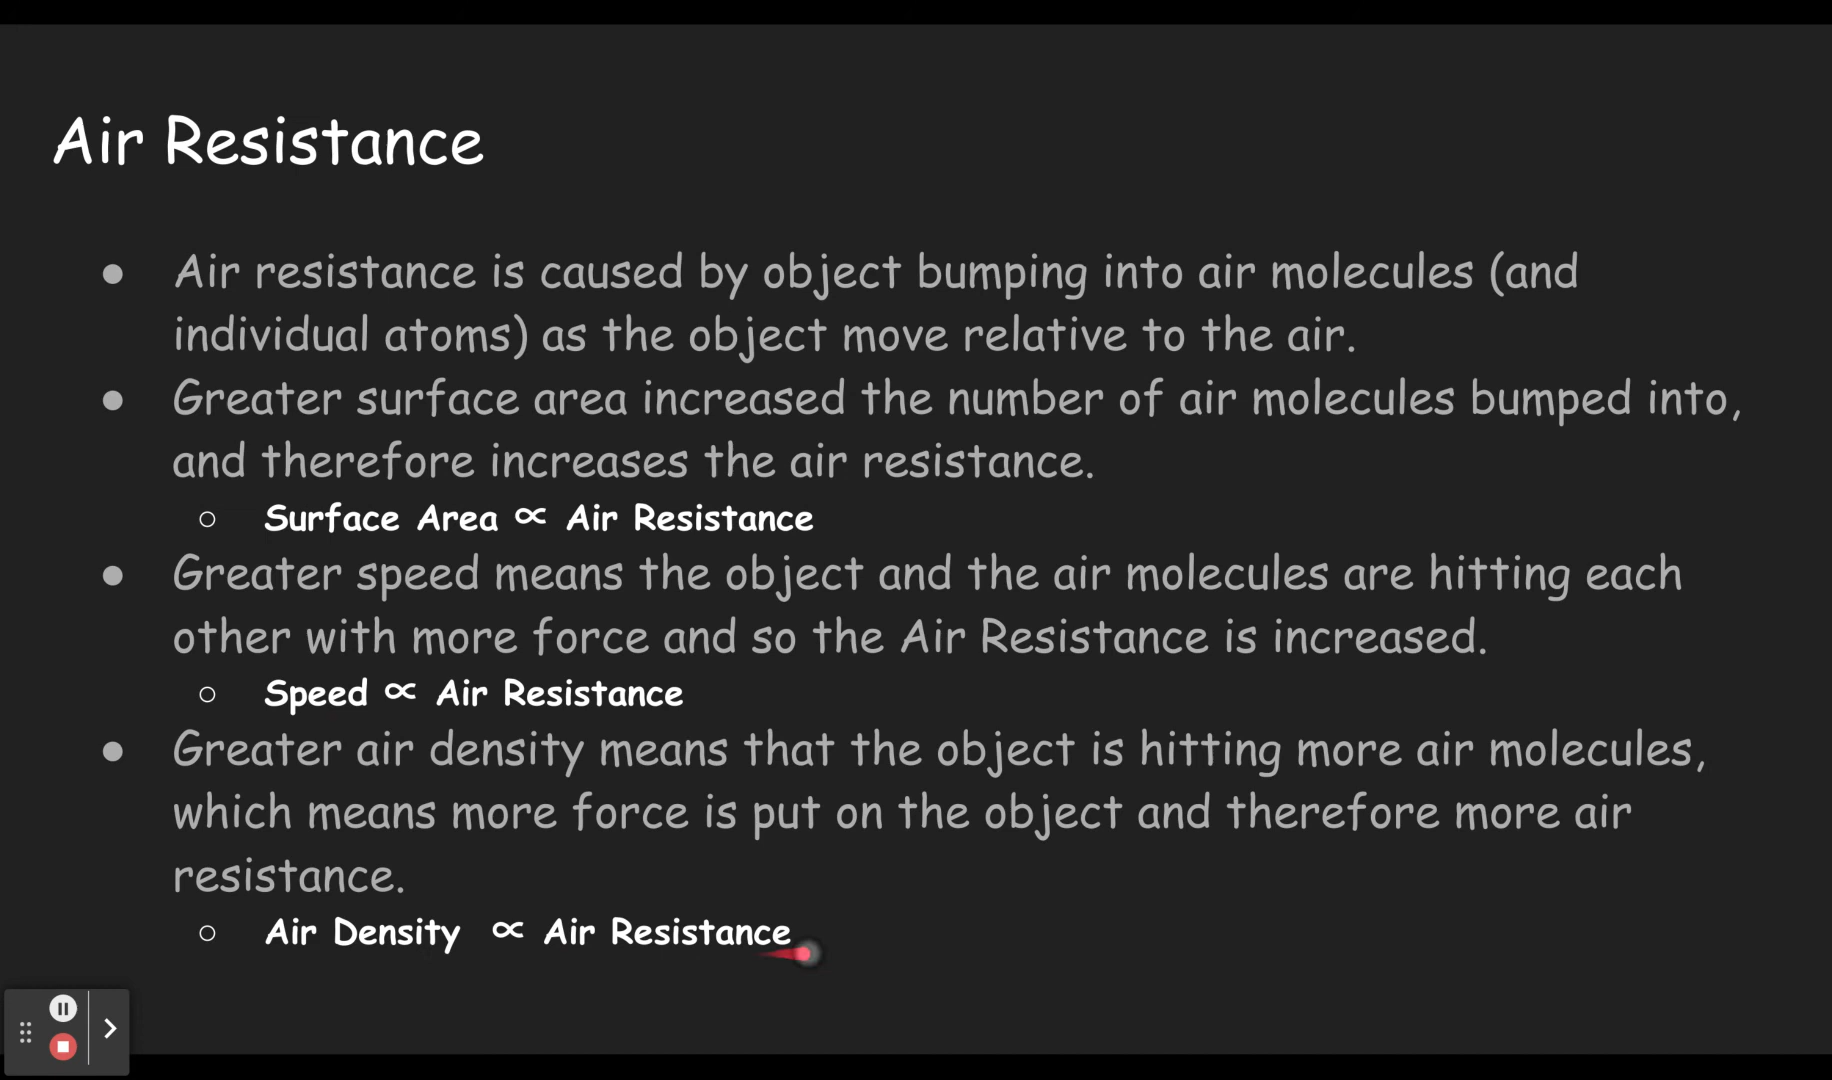 Air Resistance
● Air resistance is caused by object bumping into air molecules (and
individual atoms) as the object move relative to the air.
● Greater surface area increased the number of air molecules bumped into,
and therefore increases the air resistance.
○ Surface Area ∝ Air Resistance
● Greater speed means the object and the air molecules are hitting each
other with more force and so the Air Resistance is increased.
○ Speed ∝ Air Resistance
● Greater air density means that the object is hitting more air molecules,
which means more force is put on the object and therefore more air
resistance.
○ Air Density ∝ Air Resistance